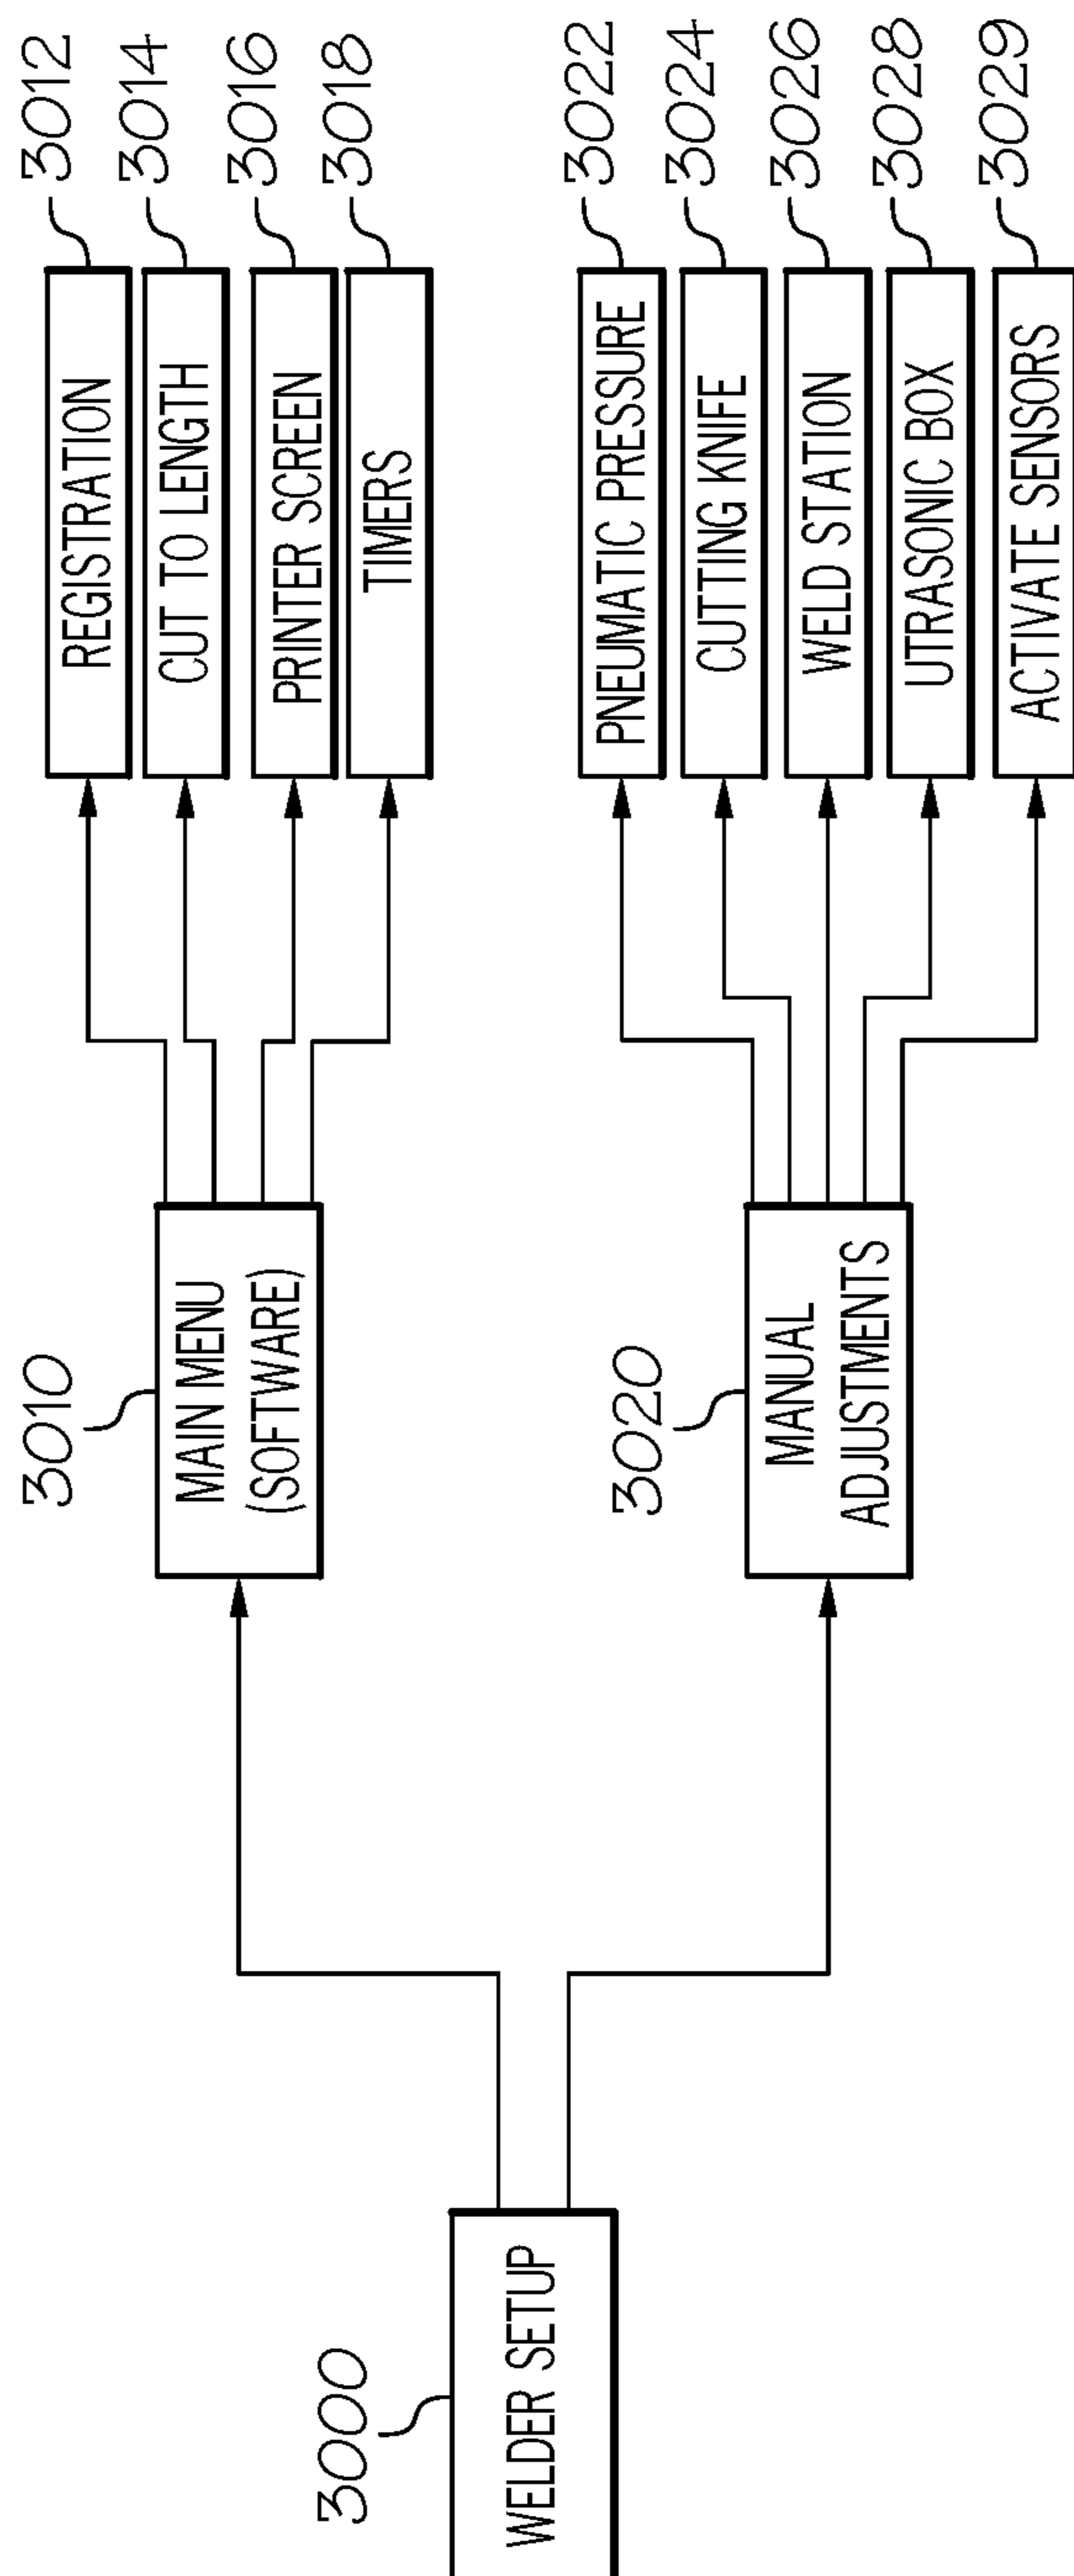 3000
WELDER SETUP
3010
MAIN MENU
(SOFTWARE)
3012
REGISTRATION
3014
CUT TO LENGTH
3016
PRINTER SCREEN
3018
TIMERS
3020
MANUAL
ADJUSTMENTS
3022
PNEUMATIC PRESSURE
3024
CUTTING KNIFE
3026
WELD STATION
3028
UTRASONIC BOX
3029
ACTIVATE SENSORS